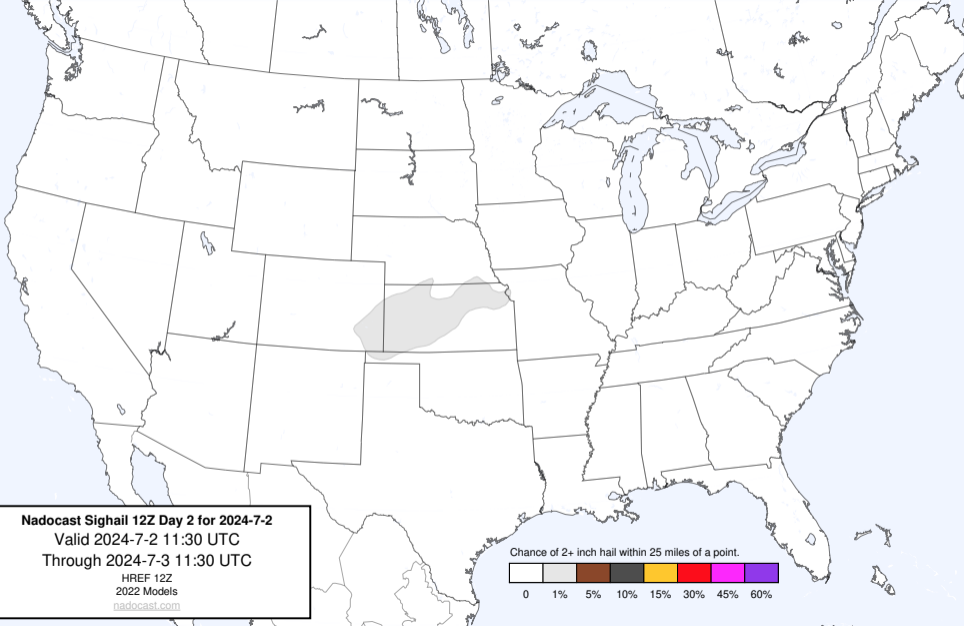 Nadocast Sighail 12Z Day 2 for 2024-7-2
Valid 2024-7-2 11:30 UTC
Through 2024-7-3 11:30 UTC
HREF 12Z
2022 Models
nadocast.com
Chance of 2+ inch hail within 25 miles of a point.
0 1% 5% 10% 15% 30% 45% 60%